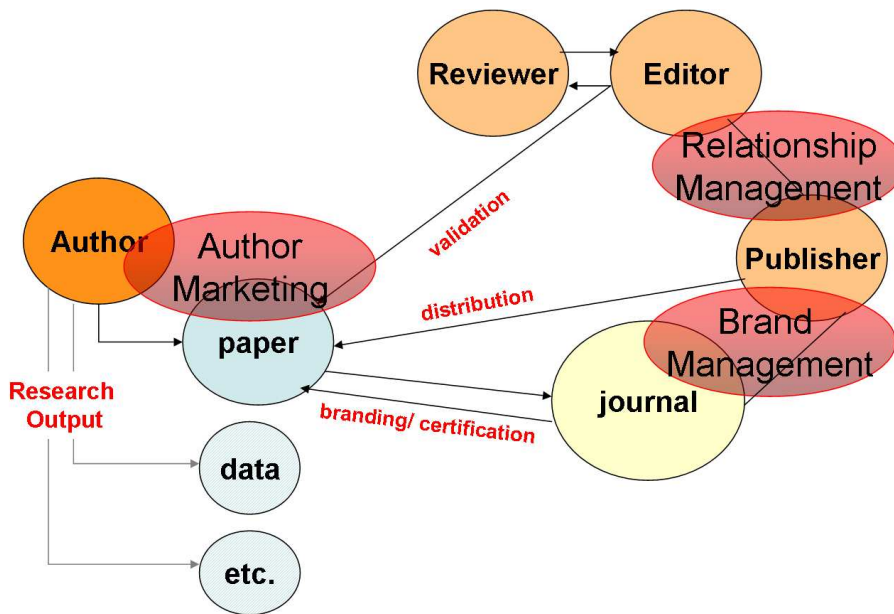 Reviewer
Editor
Relationship
Management
Author
Author
Marketing
validation
Publisher
distribution
Brand
Management
paper
Research
Output
journal
branding/ certification
data
etc.